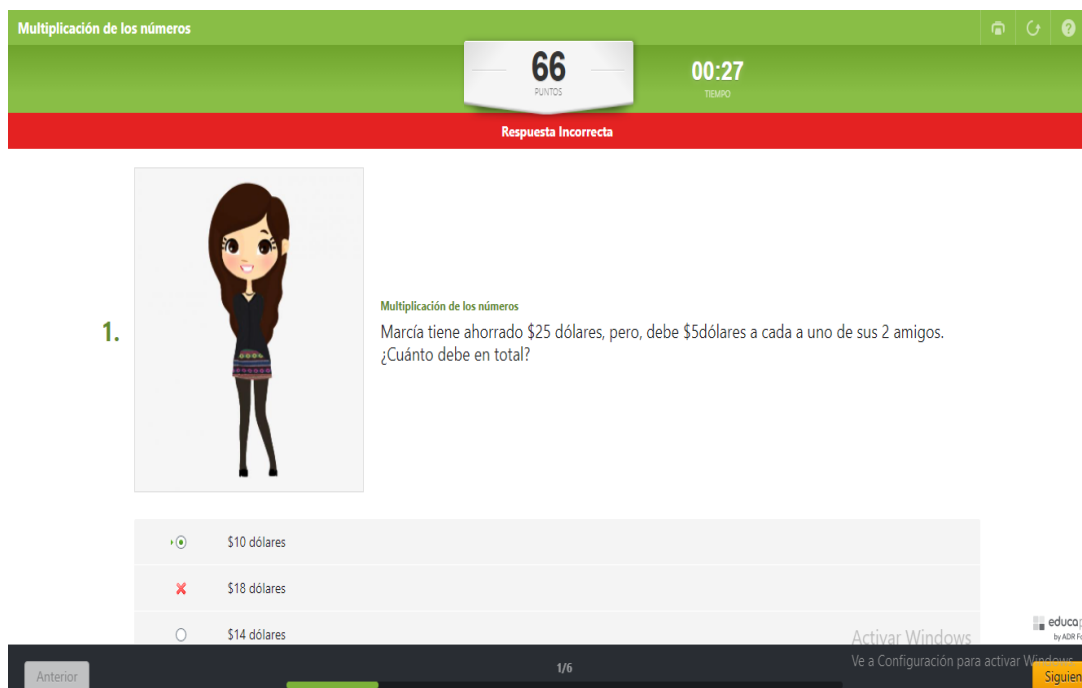 Multiplicación de los números
66
PUNTOS
00:27
TIEMPO
Respuesta Incorrecta
1.
Multiplicación de los números
Marcía tiene ahorrado $25 dólares, pero, debe $5dólares a cada a uno de sus 2 amigos.
¿Cuánto debe en total?
$10 dólares
$18 dólares
$14 dólares
Activar Windows
Ve a Configuración para activar Windows.
by ADR
Anterior
1/6